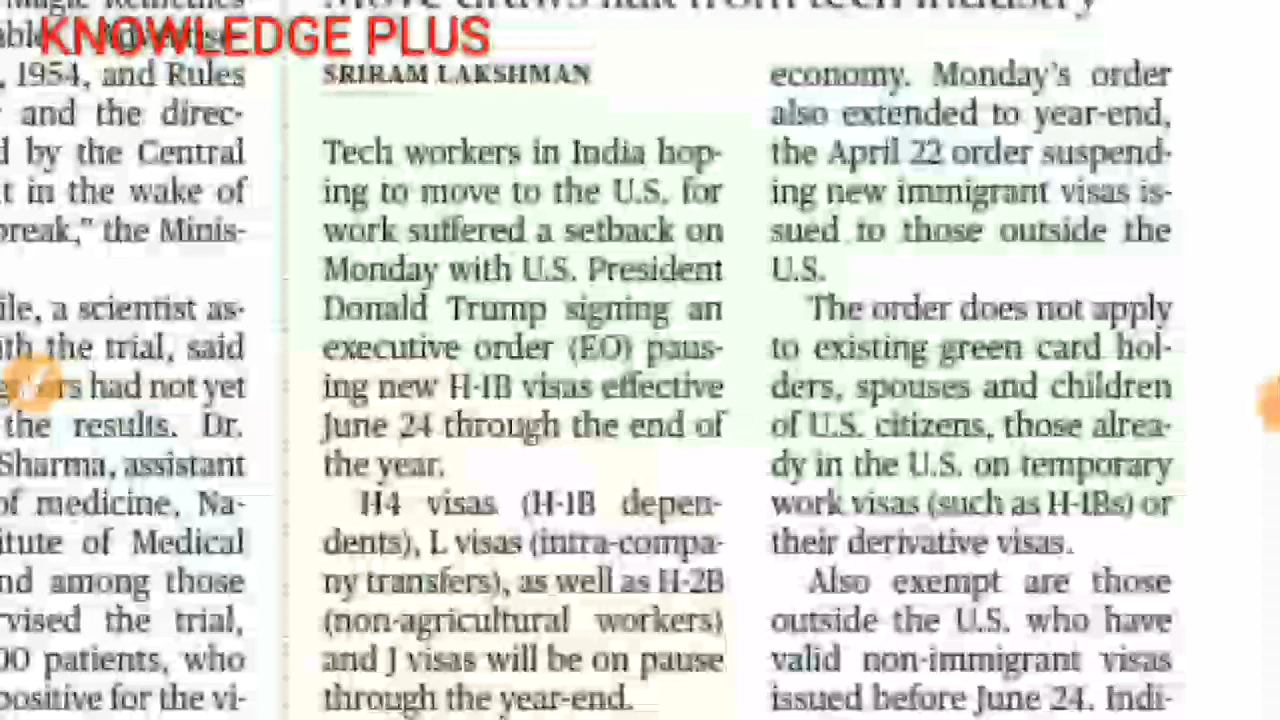 KNOWLEDGE PLUS
1954, and Rules
and the direc-
by the Central
in the wake of
the Minis-
a scientist as-
the trial, said
had not yet
the results. Dr.
Sharma, assistant
of medicine, Na-
of Medical
among those
the trial,
patients, who
positive for the vi-
SRIRAM LAKSHMAN
Tech workers in India hop-
ing to move to the U.S. for
work suffered a setback on
Monday with U.S. President
Donald Trump signing an
executive order (EO) paus-
ing new H-1B visas effective
June 24 through the end of
the year.
H4 visas (H-1B depen-
dents), L visas (intra-compa-
ny transfers), as well as H-2B
(non-agricultural workers)
and J visas will be on pause
through the year-end.
economy. Monday's order
also extended to year-end,
the April 22 order suspend-
ing new immigrant visas is-
sued to those outside the
U.S.
The order does not apply
to existing green card hol-
ders, spouses and children
of U.S. citizens, those alrea-
dy in the U.S. on temporary
work visas (such as H-1Bs) or
their derivative visas.
Also exempt are those
outside the U.S. who have
valid non-immigrant visas
issued before June 24. Indi-